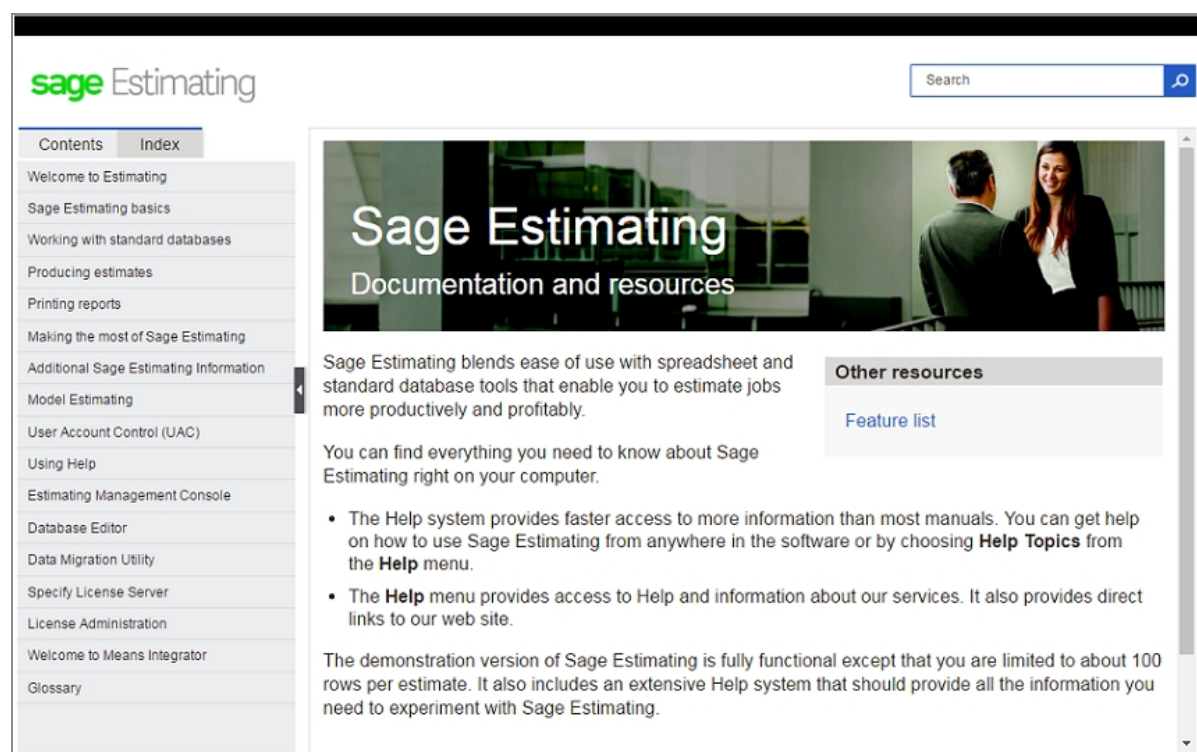 sage Estimating
Search
Contents
Index
Welcome to Estimating
Sage Estimating basics
Working with standard databases
Producing estimates
Printing reports
Making the most of Sage Estimating
Additional Sage Estimating Information
Model Estimating
User Account Control (UAC)
Using Help
Estimating Management Console
Database Editor
Data Migration Utility
Specify License Server
License Administration
Welcome to Means Integrator
Glossary
Sage Estimating
Documentation and resources
Sage Estimating blends ease of use with spreadsheet and
standard database tools that enable you to estimate jobs
more productively and profitably.
You can find everything you need to know about Sage
Estimating right on your computer.
Other resources
Feature list
• The Help system provides faster access to more information than most manuals. You can get help
on how to use Sage Estimating from anywhere in the software or by choosing Help Topics from
the Help menu.
• The Help menu provides access to Help and information about our services. It also provides direct
links to our web site.
The demonstration version of Sage Estimating is fully functional except that you are limited to about 100
rows per estimate. It also includes an extensive Help system that should provide all the information you
need to experiment with Sage Estimating.